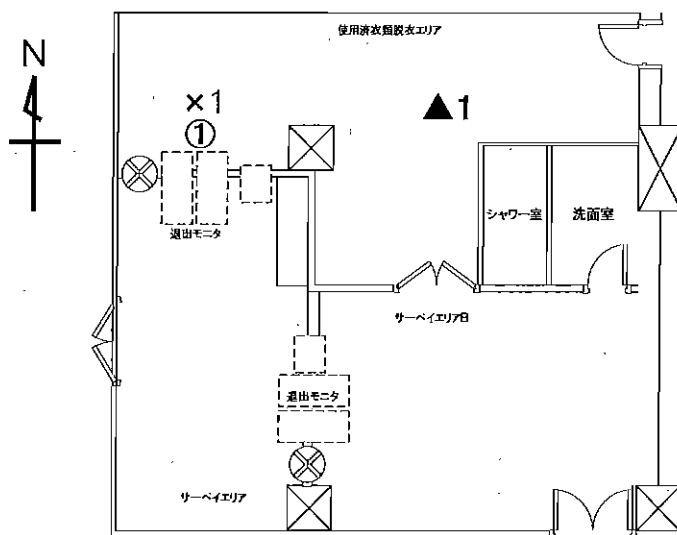 使用済衣類脱衣エリア
N
×1
▲1
①
シャワー室
洗面室
退出モニタ
サーベイエリアB
退出モニタ
サーベイエリア